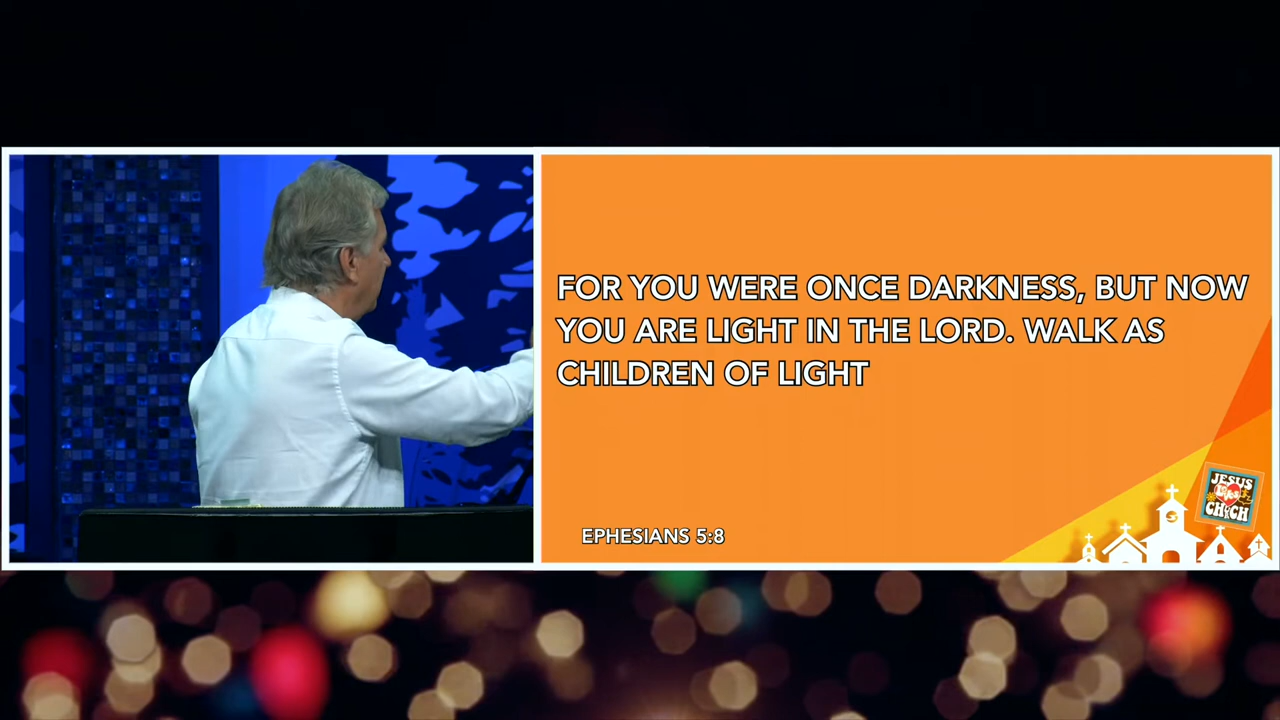 FOR YOU WERE ONCE DARKNESS, BUT NOW
YOU ARE LIGHT IN THE LORD. WALK AS
CHILDREN OF LIGHT
EPHESIANS 5:8
JESUS
LOVES
CH
CH